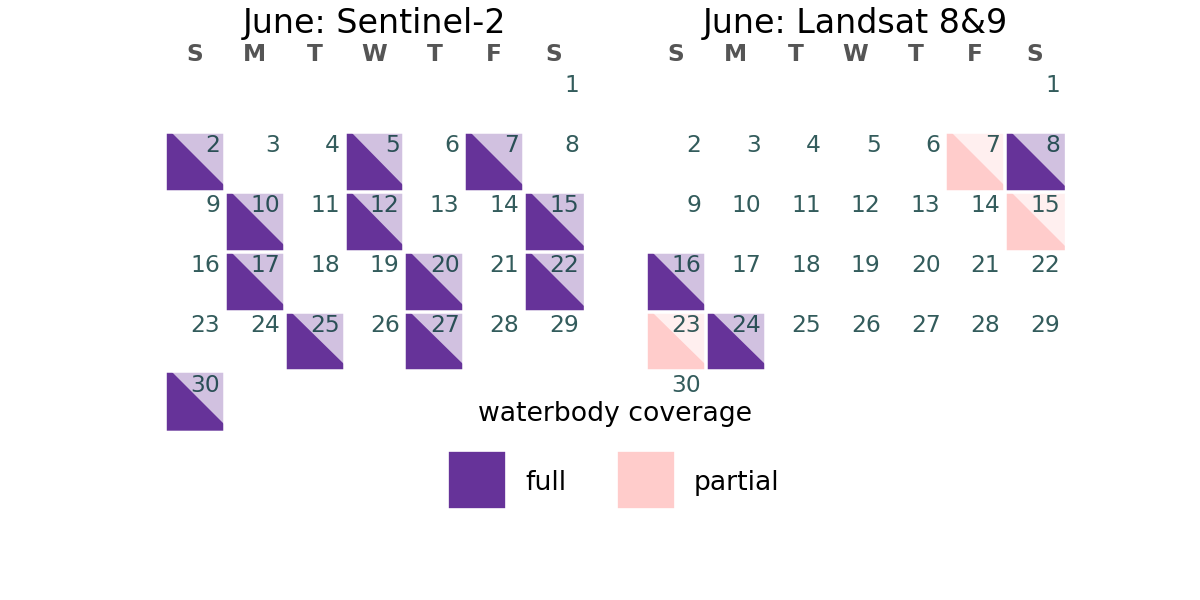 June: Sentinel-2
S M T W T F S
1
2 3 4 5 6 7 8
9 10 11 12 13 14 15
16 17 18 19 20 21 22
23 24 25 26 27 28 29
30
June: Landsat 8&9
S M T W T F S
1
2 3 4 5 6 7 8
9 10 11 12 13 14 15
16 17 18 19 20 21 22
23 24 25 26 27 28 29
30
waterbody coverage
full partial